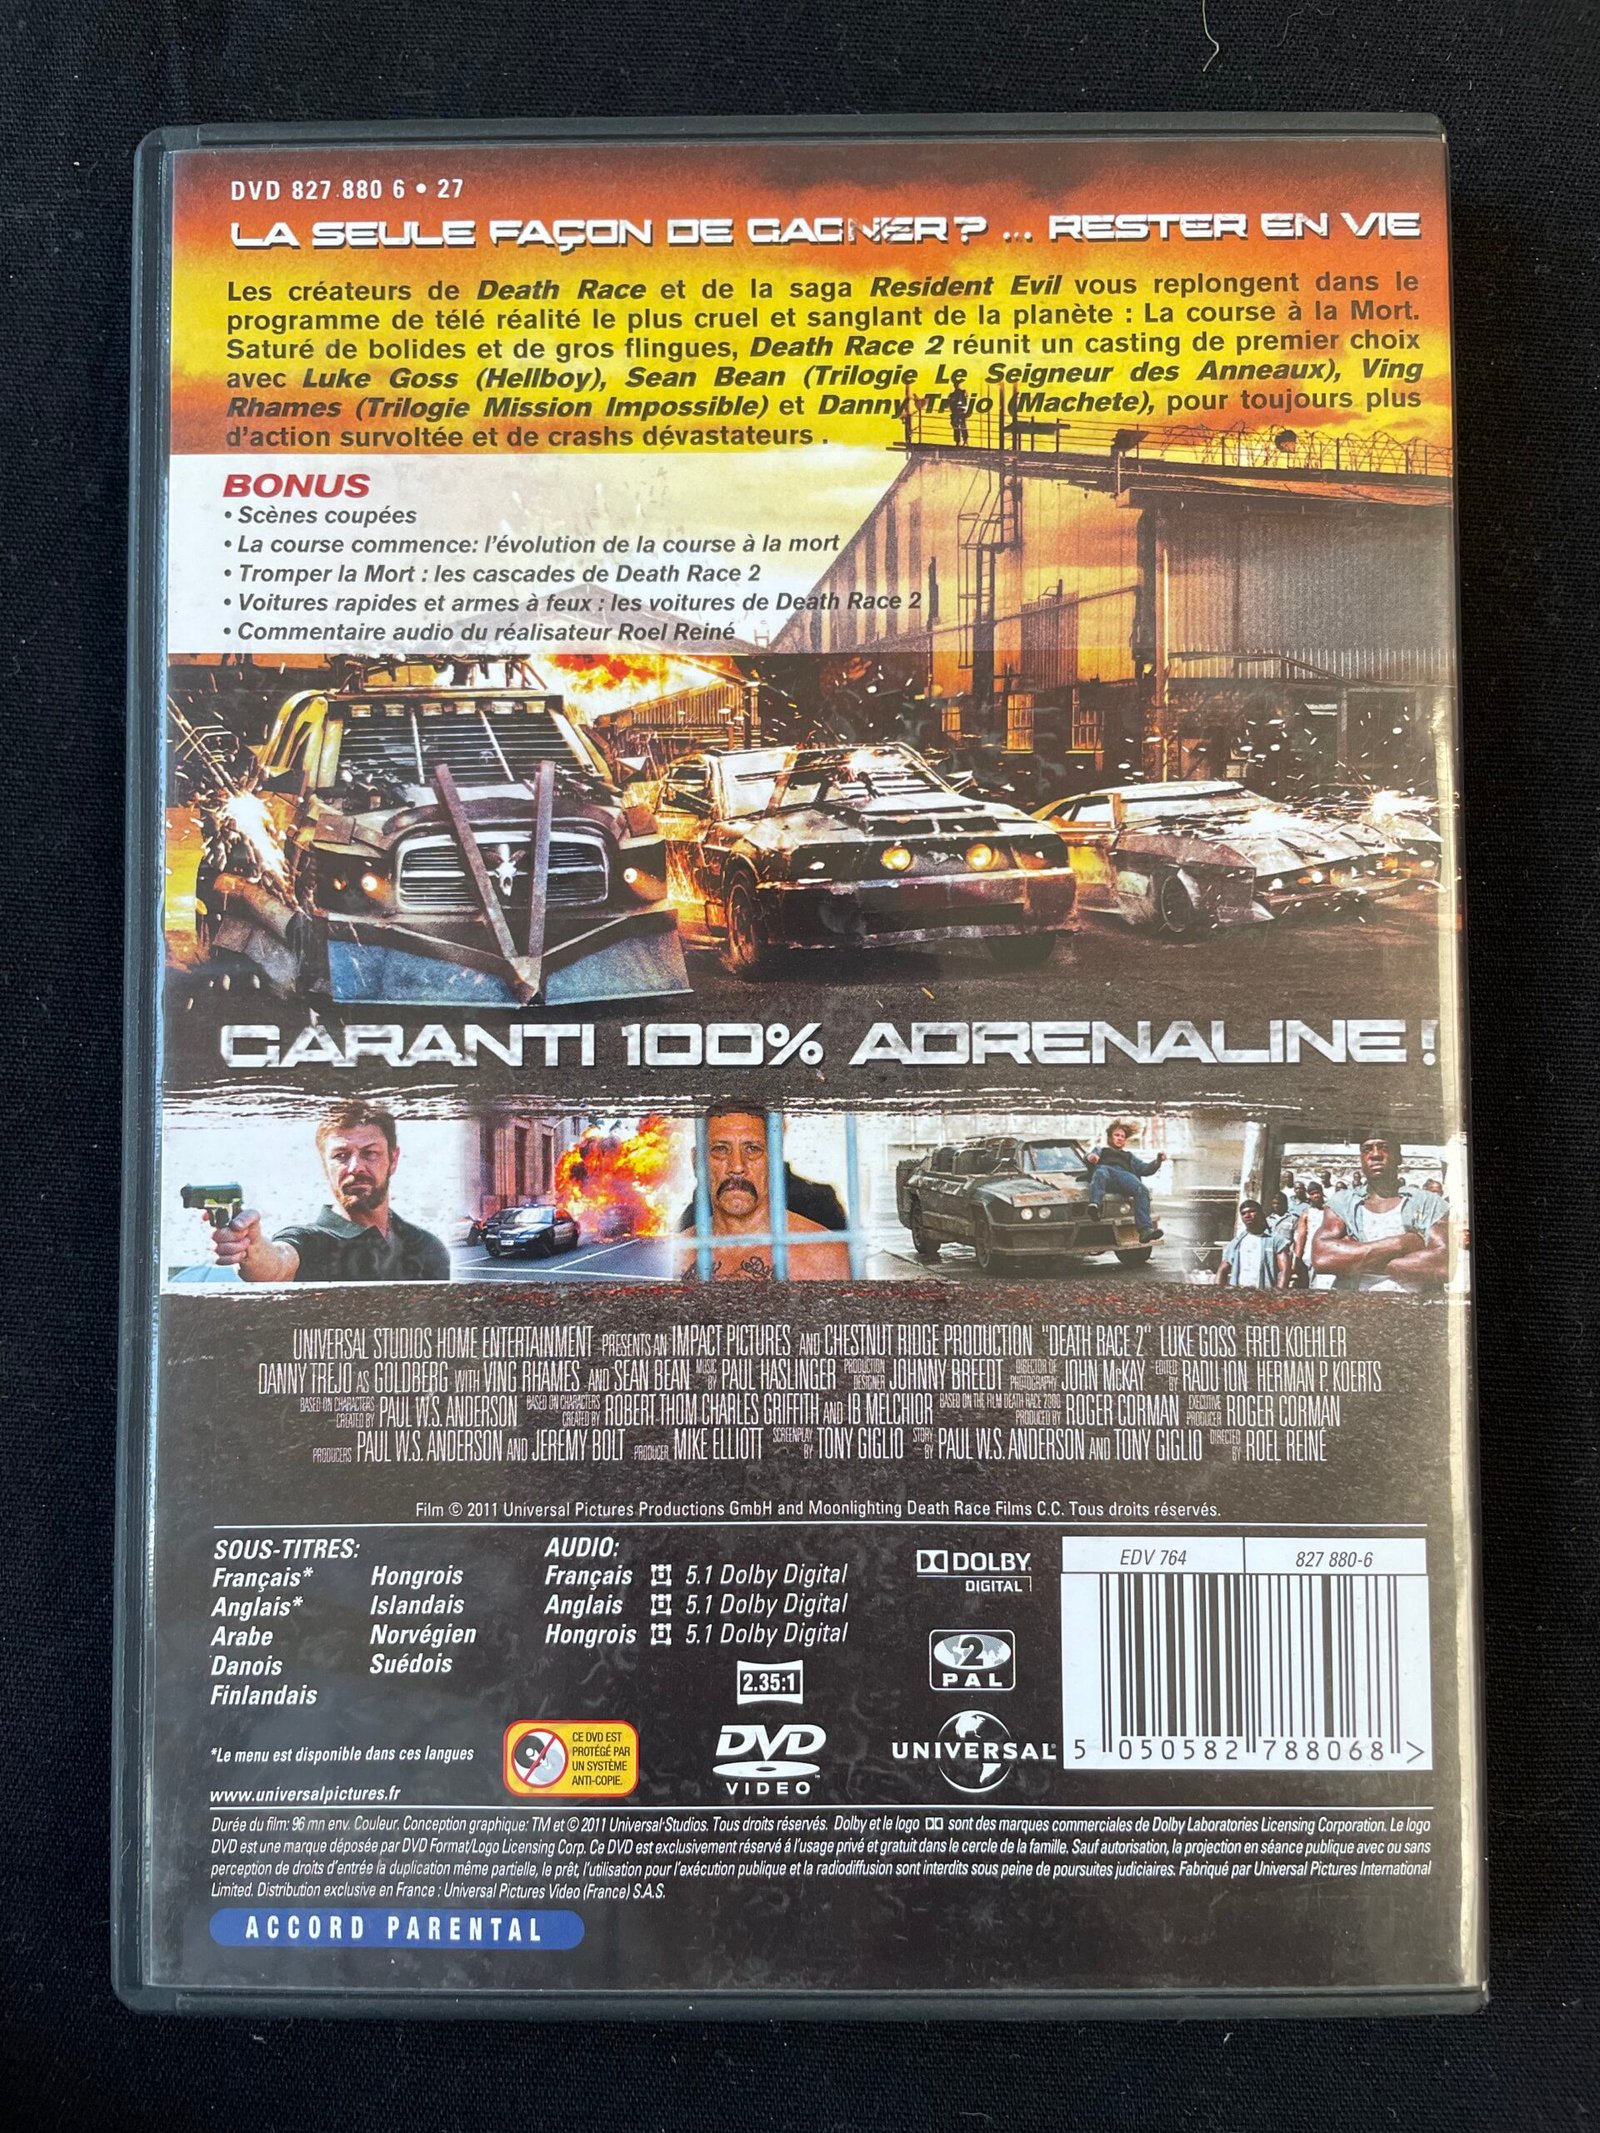 DVD 827 880 6 • 27
LA SEULE FAÇON DE GAGNER ? ... RESTER EN VIE
Les créateurs de Death Race et de la saga Resident Evil vous replongent dans le
programme de télé réalité le plus cruel et sanglant de la planète : La course à la Mort.
Saturé de bolides et de gros flingues, Death Race 2 réunit un casting de premier choix
avec Luke Goss (Hellboy), Sean Bean (Trilogie Le Seigneur des Anneaux), Ving
Rhames (Trilogie Mission Impossible) et Danny Trejo (Machete), pour toujours plus
d'action survoltée et de crashs dévastateurs .
BONUS
• Scènes coupées
• La course commence: l'évolution de la course à la mort
• Tromper la Mort : les cascades de Death Race 2
• Voitures rapides et armes à feux : les voitures de Death Race 2
• Commentaire audio du réalisateur Roel Reiné
GARANTI 100% ADRENALINE !
UNIVERSAL STUDIOS HOME ENTERTAINMENT PRESENTS AN IMPACT PICTURES AND CHESTNUT RIDGE PRODUCTION "DEATH RACE 2" LUKE GOSS FRED KOEHLER
DANNY TREJO AS GOLDBERG WITH VING RHAMES AND SEAN BEAN MUSIC BY PAUL HASLINGER PRODUCTION DESIGNER JOHNNY BREEDT DIRECTOR OF PHOTOGRAPHY JOHN McKAY EDITED BY RADU ION HERMAN P. KOERTS
BASED ON CHARACTERS CREATED BY PAUL W.S. ANDERSON BASED ON CHARACTERS CREATED BY ROBERT THOM CHARLES GRIFFITH AND IB MELCHIOR BASED ON THE FILM DEATH RACE 2000 PRODUCED BY ROGER CORMAN EXECUTIVE PRODUCER ROGER CORMAN
PRODUCERS PAUL W.S. ANDERSON AND JEREMY BOLT PRODUCER MIKE ELLIOTT SCREENPLAY BY TONY GIGLIO STORY BY PAUL W.S. ANDERSON AND TONY GIGLIO DIRECTED BY ROEL REINÉ
Film © 2011 Universal Pictures Productions GmbH and Moonlighting Death Race Films C.C. Tous droits réservés.
SOUS-TITRES:
Français*
Anglais*
Arabe
Danois
Finlandais
Hongrois
Islandais
Norvégien
Suédois
*Le menu est disponible dans ces langues
www.universalpictures.fr
AUDIO:
Français 5.1 Dolby Digital
Anglais 5.1 Dolby Digital
Hongrois 5.1 Dolby Digital
2.35:1
CE DVD EST
PROTÉGÉ PAR
UN SYSTÈME
ANTI-COPIE.
DVD
VIDEO
DOLBY
DIGITAL
2
PAL
UNIVERSAL
EDV 764
827 880-6
5 050582 788068 >
Durée du film: 96 mn env. Couleur. Conception graphique: TM et © 2011 Universal Studios. Tous droits réservés. Dolby et le logo sont des marques commerciales de Dolby Laboratories Licensing Corporation. Le logo
DVD est une marque déposée par DVD Format/Logo Licensing Corp. Ce DVD est exclusivement réservé á l'usage privé et gratuit dans le cercle de la famille. Sauf autorisation, la projection en séance publique avec ou sans
perception de droits d'entrée la duplication même partielle, le prêt, l'utilisation pour l'exécution publique et la radiodiffusion sont interdits sous peine de poursuites judiciaires. Fabriqué par Universal Pictures International
Limited. Distribution exclusive en France : Universal Pictures Video (France) S.A.S.
ACCORD PARENTAL